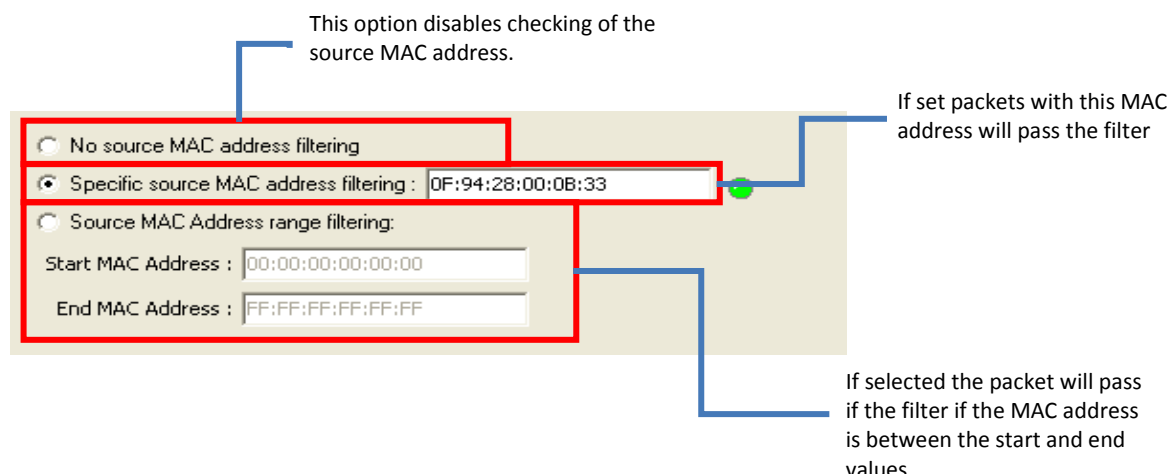 This option disables checking of the
source MAC address.
If set packets with this MAC
address will pass the filter
No source MAC address filtering
Specific source MAC address filtering : 0F:94:28:00:0B:33
Source MAC Address range filtering:
Start MAC Address : 00:00:00:00:00:00
End MAC Address : FF:FF:FF:FF:FF:FF
If selected the packet will pass
if the filter if the MAC address
is between the start and end
values